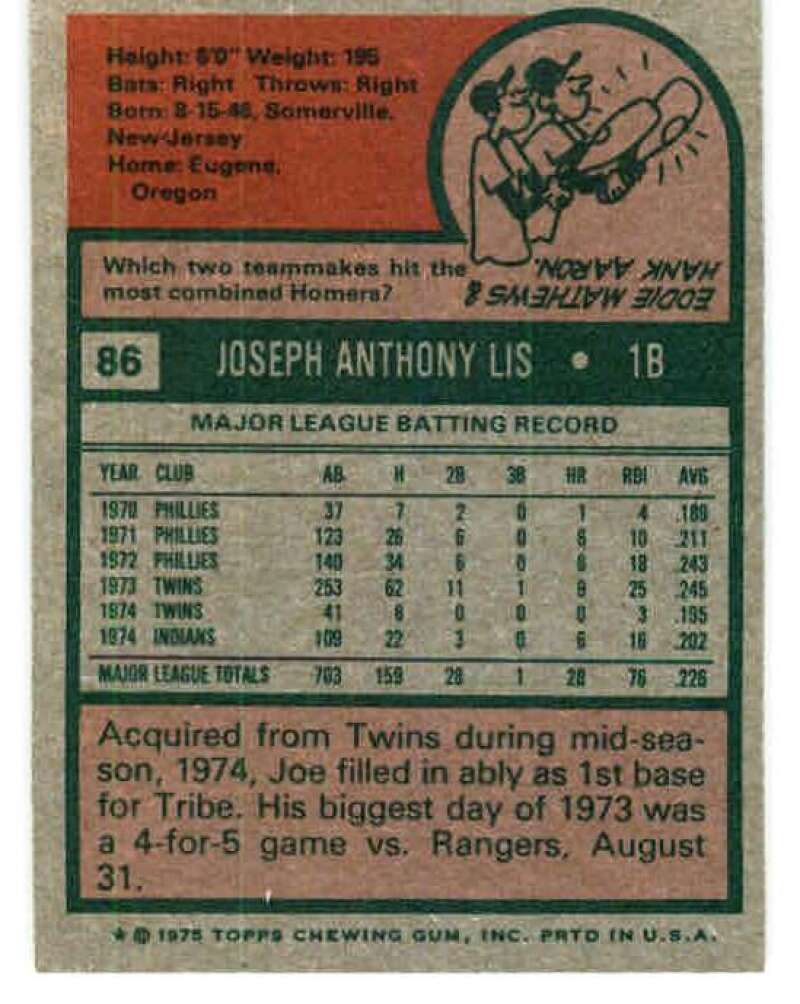 Height: 6'0" Weight: 195
Bats: Right Throws: Right
Born: 8-15-46, Somerville,
New Jersey
Home: Eugene,
Oregon
Which two teammakes hit the
most combined Homers?
EDDIE MATHEWS &
HANK AARON.
86 JOSEPH ANTHONY LIS • 1B
MAJOR LEAGUE BATTING RECORD
YEAR CLUB AB H 2B 3B HR RBI AVG
1970 PHILLIES 37 7 2 0 1 4 .189
1971 PHILLIES 123 26 6 0 6 10 .211
1972 PHILLIES 140 34 6 0 6 18 .243
1973 TWINS 253 62 11 1 9 25 .245
1974 TWINS 41 8 0 0 0 3 .195
1974 INDIANS 109 22 3 0 6 16 .202
MAJOR LEAGUE TOTALS 703 159 28 1 28 76 .226
Acquired from Twins during mid-sea-
son, 1974, Joe filled in ably as 1st base
for Tribe. His biggest day of 1973 was
a 4-for-5 game vs. Rangers, August
31.
★ © 1975 TOPPS CHEWING GUM, INC. PRTD IN U.S.A.